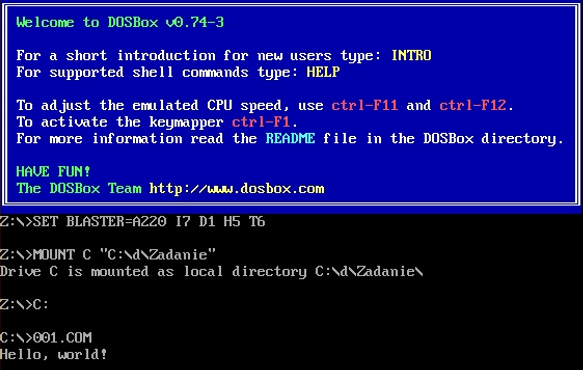 Welcome to DOSBox v0.74-3
For a short introduction for new users type: INTRO
For supported shell commands type: HELP
To adjust the emulated CPU speed, use ctrl-F11 and ctrl-F12.
To activate the keymapper ctrl-F1.
For more information read the README file in the DOSBox directory.
HAVE FUN!
The DOSBox Team http://www.dosbox.com
Z:\>SET BLASTER=A220 I7 D1 H5 T6
Z:\>MOUNT C "C:\d\Zadanie"
Drive C is mounted as local directory C:\d\Zadanie\
Z:\>C:
C:\>001.COM
Hello, world!